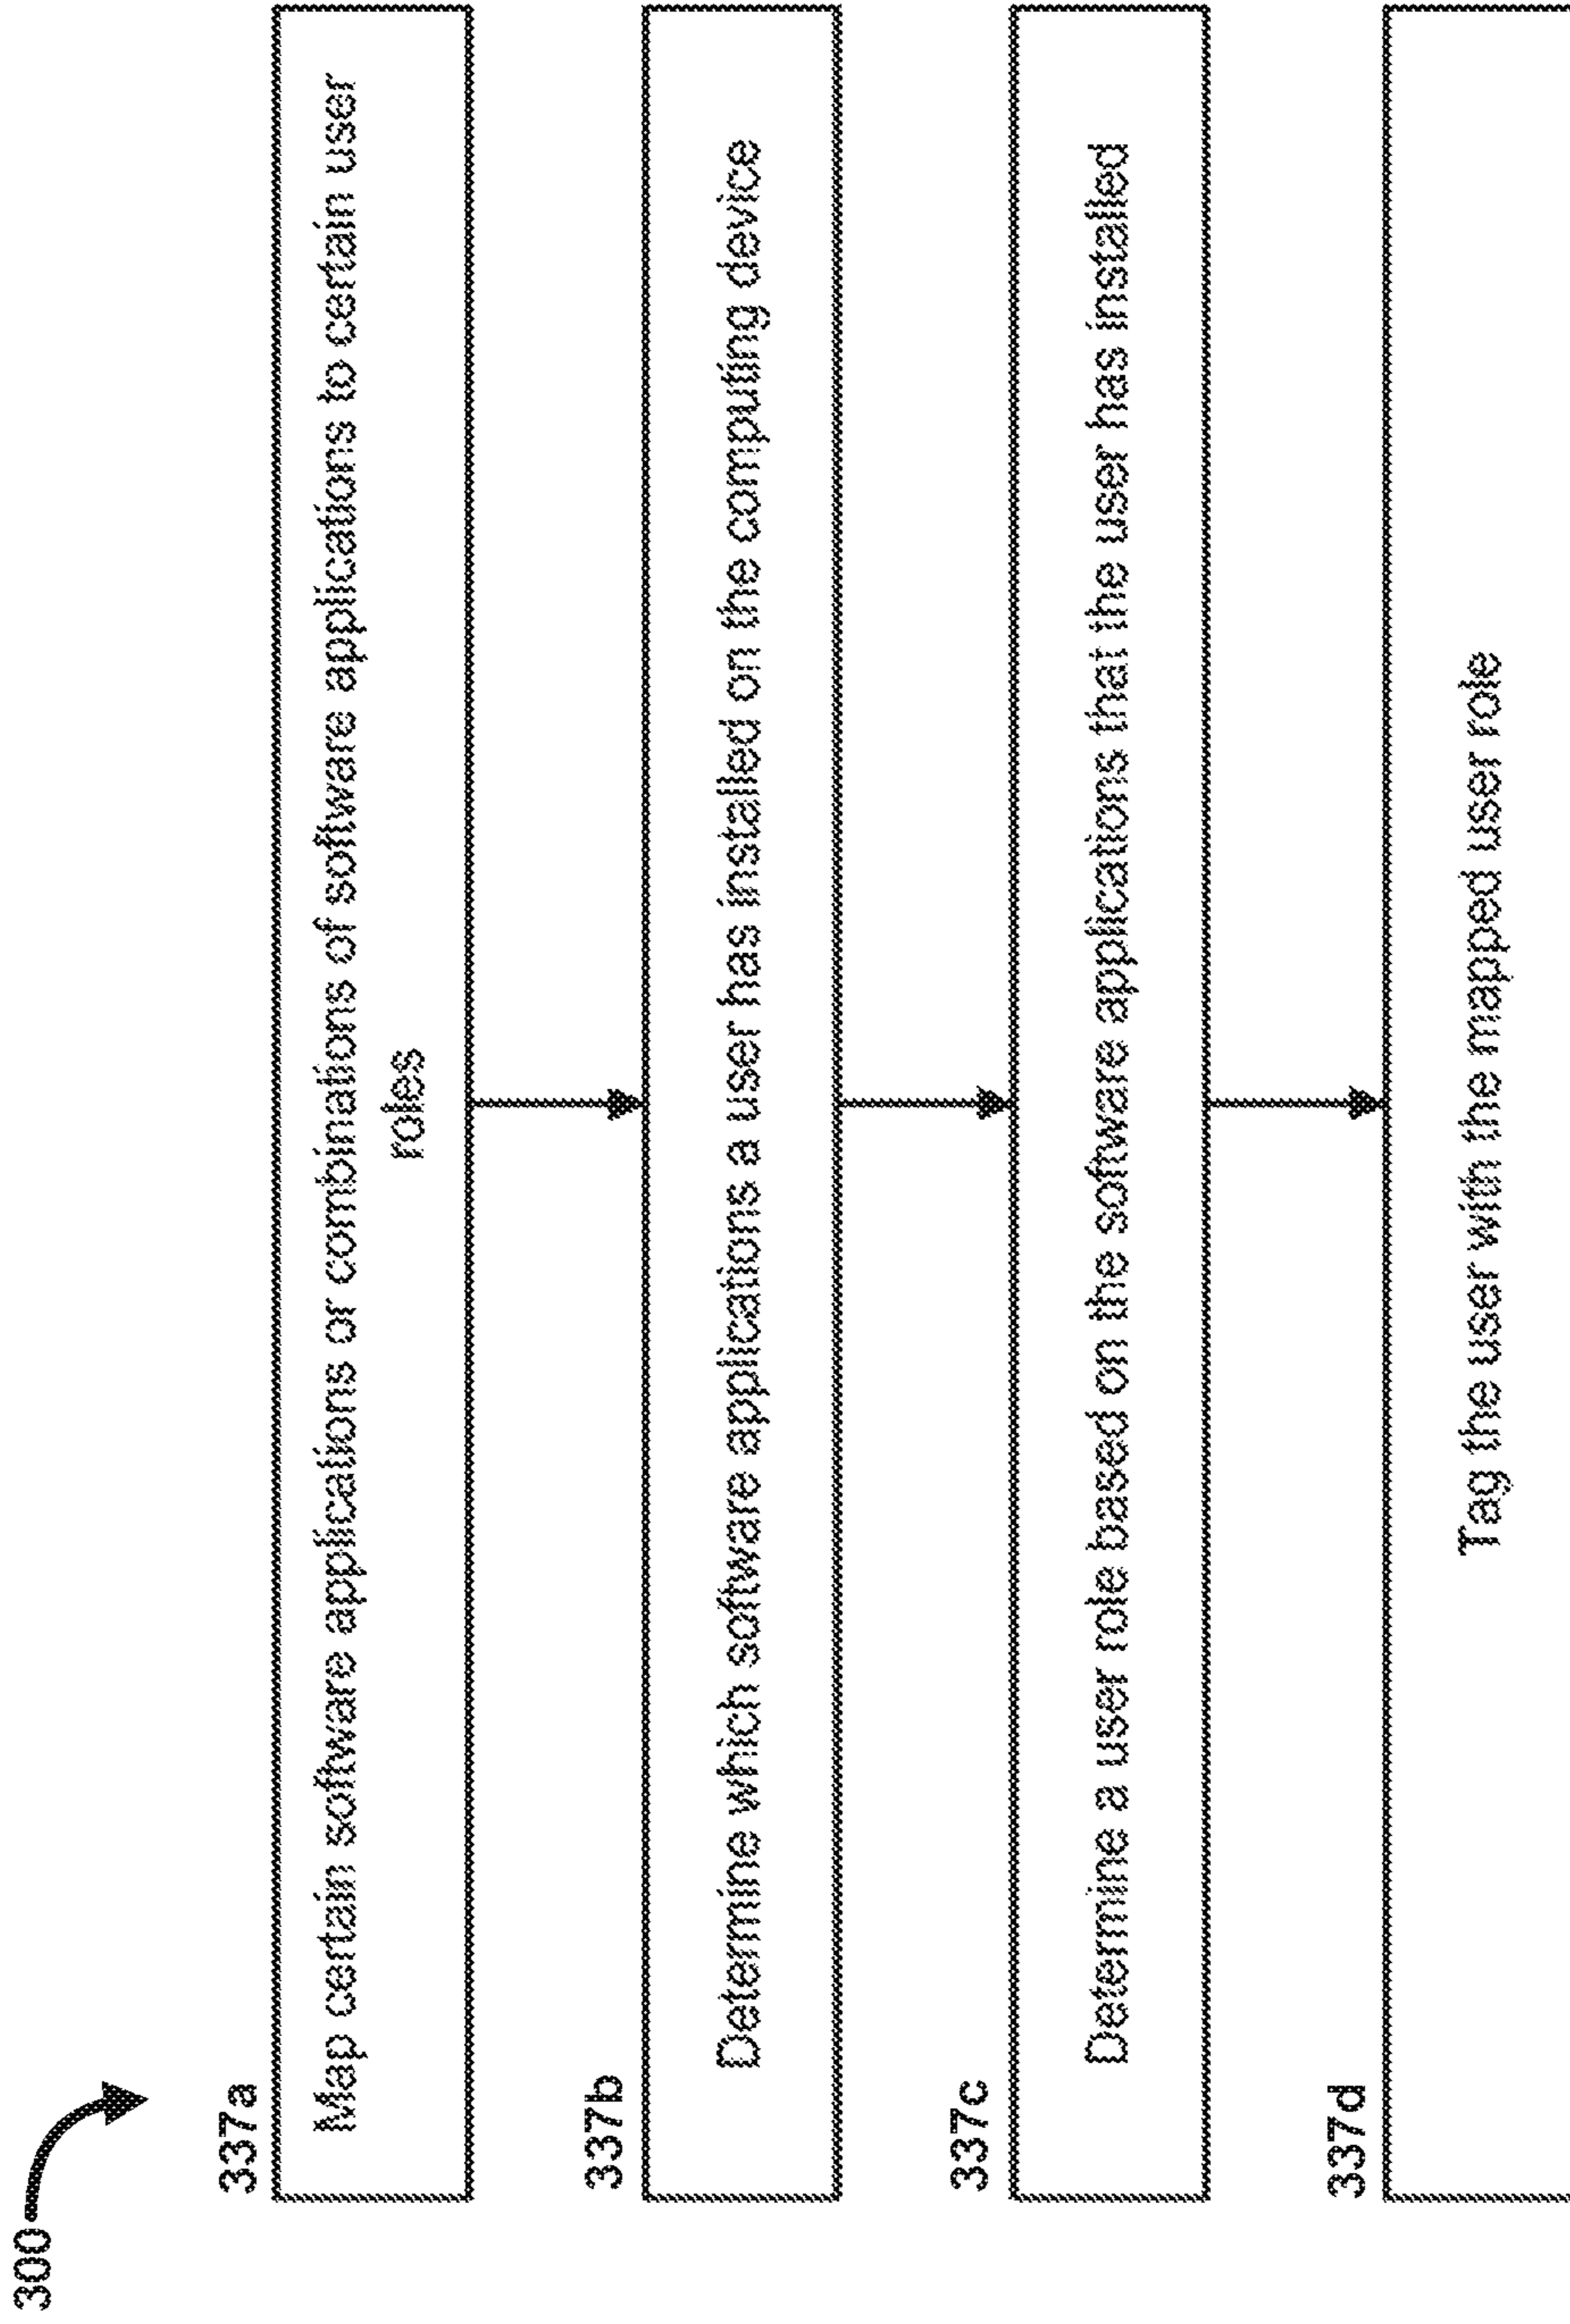 300
337a
Map certain software applications or combinations of software applications to certain user
roles
337b
Determine which software applications a user has installed on the computing device
337c
Determine a user role based on the software applications that the user has installed
337d
Tag the user with the mapped user role